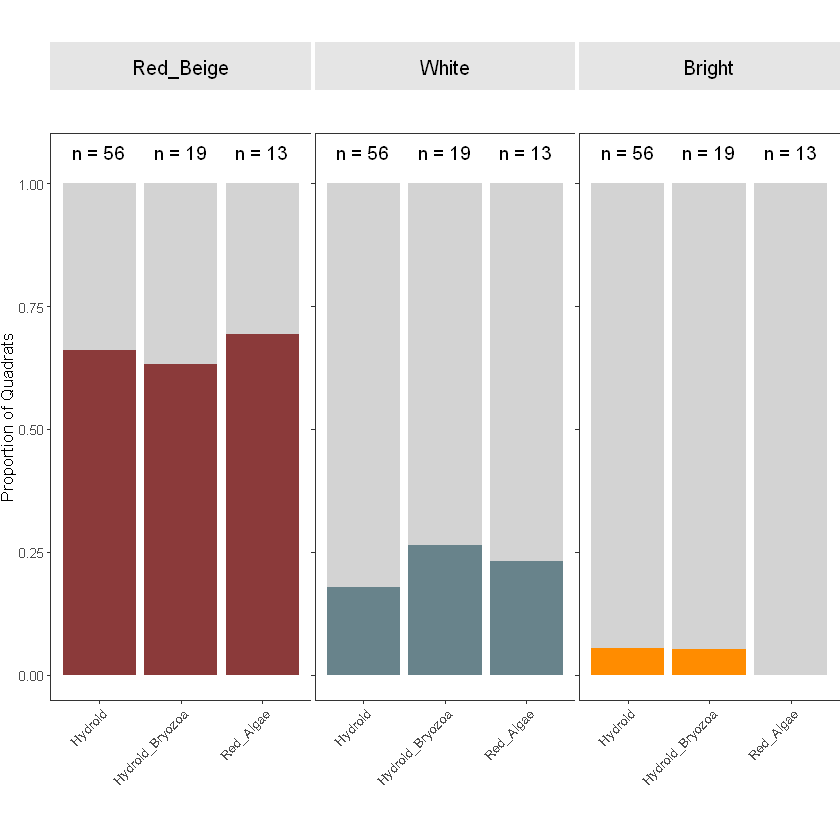 Red_Beige White Bright
n = 56 n = 19 n = 13 n = 56 n = 19 n = 13 n = 56 n = 19 n = 13
1.00
0.75
0.50
0.25
0.00
Proportion of Quadrats
Hydroid Hydroid_Bryozoa Red_Algae Hydroid Hydroid_Bryozoa Red_Algae Hydroid Hydroid_Bryozoa Red_Algae